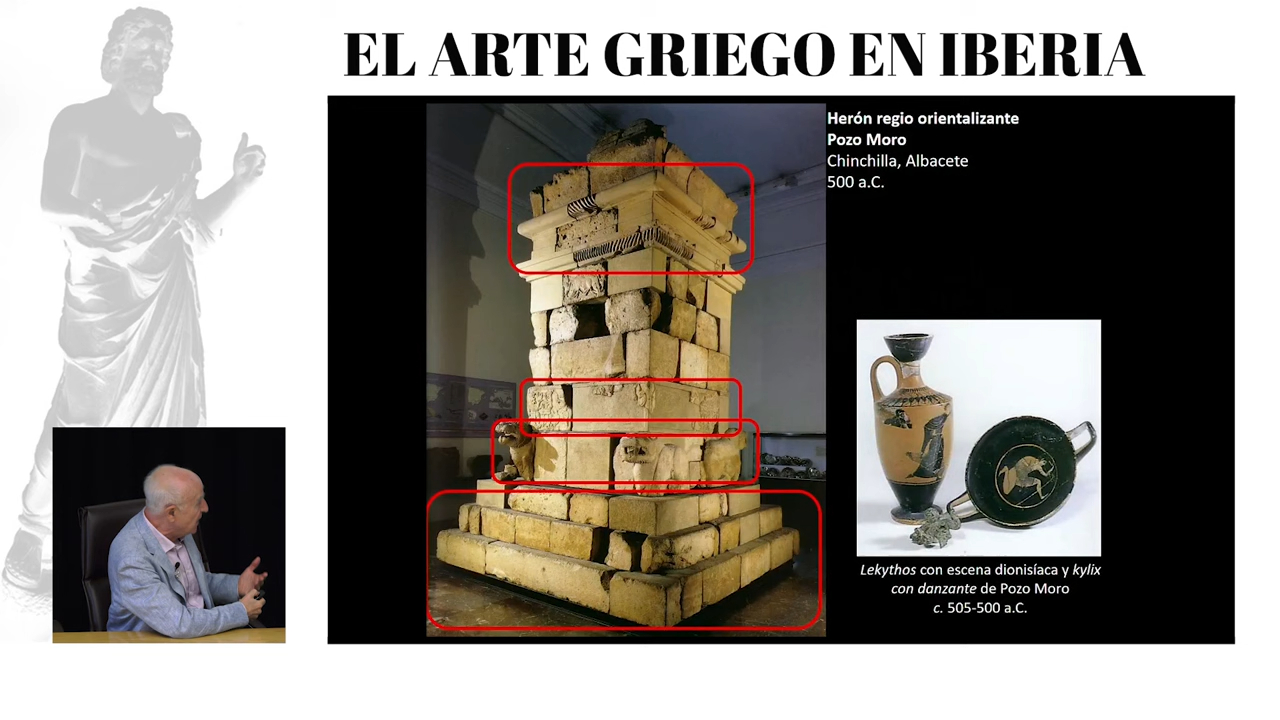 EL ARTE GRIEGO EN IBERIA
Herón regio orientalizante
Pozo Moro
Chinchilla, Albacete
500 a.C.
Lekythos con escena dionisíaca y kylix
con danzante de Pozo Moro
c. 505-500 a.C.